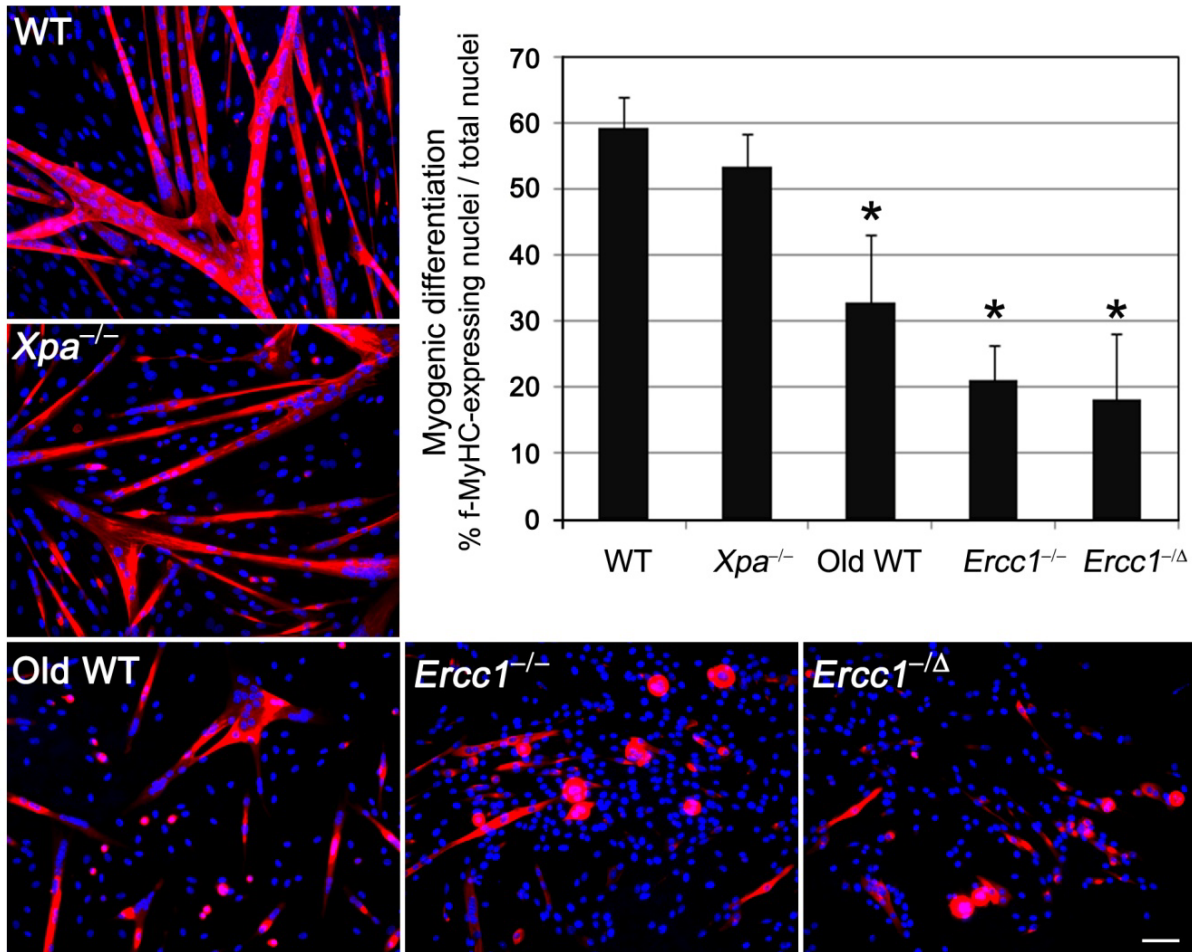 WT
Xpa−/−
Old WT
Ercc1−/−
Ercc1−/Δ
Myogenic differentiation
% f-MyHC-expressing nuclei / total nuclei
70
60
50
40
30
20
10
0
*
*
*
WT
Xpa−/−
Old WT
Ercc1−/−
Ercc1−/Δ